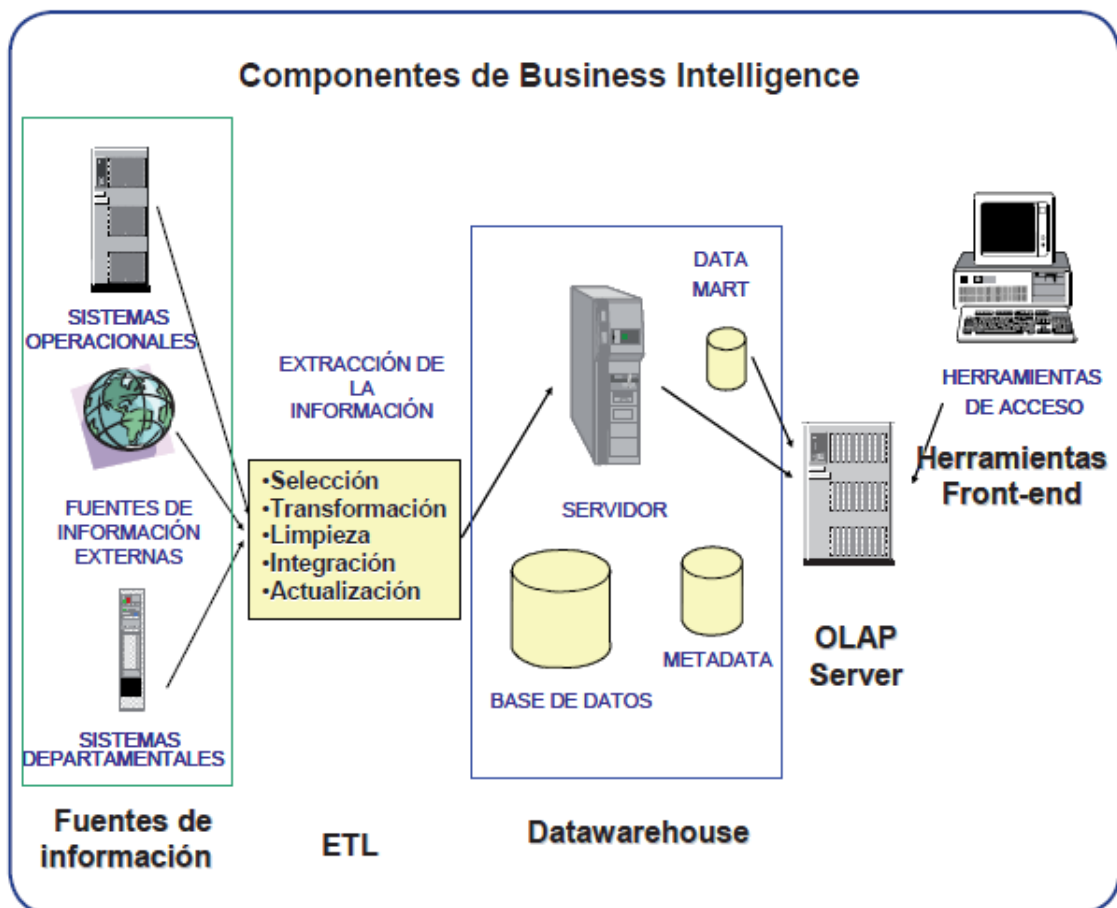 Componentes de Business Intelligence
SISTEMAS
OPERACIONALES
FUENTES DE
INFORMACIÓN
EXTERNAS
SISTEMAS
DEPARTAMENTALES
Fuentes de
información
EXTRACCIÓN DE
LA
INFORMACIÓN
•Selección
•Transformación
•Limpieza
•Integración
•Actualización
ETL
DATA
MART
SERVIDOR
BASE DE DATOS
METADATA
Datawarehouse
OLAP
Server
HERRAMIENTAS
DE ACCESO
Herramientas
Front-end